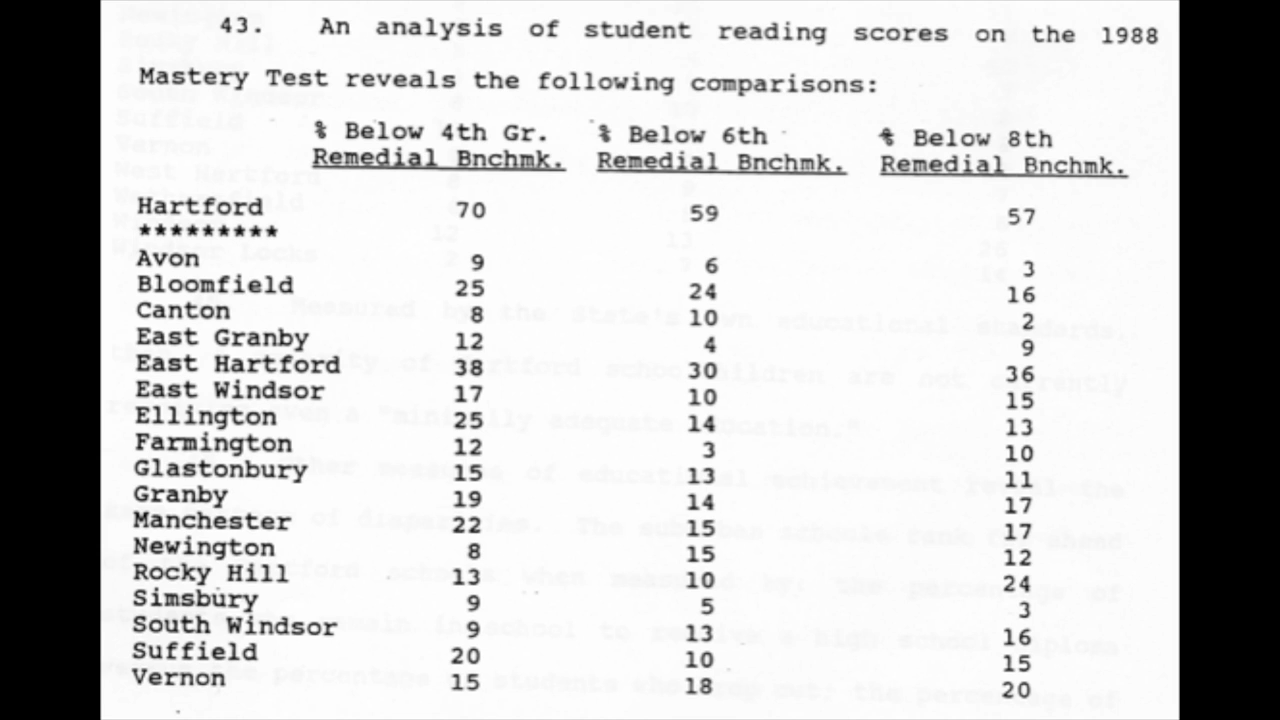 43. An analysis of student reading scores on the 1988
Mastery Test reveals the following comparisons:
% Below 4th Gr. % Below 6th % Below 8th
Remedial Bnchmk. Remedial Bnchmk. Remedial Bnchmk.
Hartford 70 59 57
*********
Avon 9 6 3
Bloomfield 25 24 16
Canton 8 10 2
East Granby 12 4 9
East Hartford 38 30 36
East Windsor 17 10 15
Ellington 25 14 13
Farmington 12 3 10
Glastonbury 15 13 11
Granby 19 14 17
Manchester 22 15 17
Newington 8 15 12
Rocky Hill 13 10 24
Simsbury 9 5 3
South Windsor 9 13 16
Suffield 20 10 15
Vernon 15 18 20